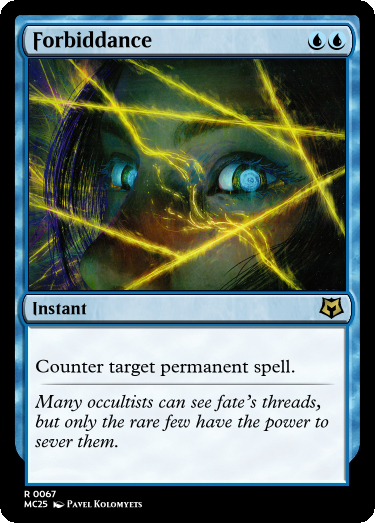 Forbiddance
Instant
Counter target permanent spell.
Many occultists can see fate's threads,
but only the rare few have the power to
sever them.
R 0067
MC25 Pavel Kolomyets